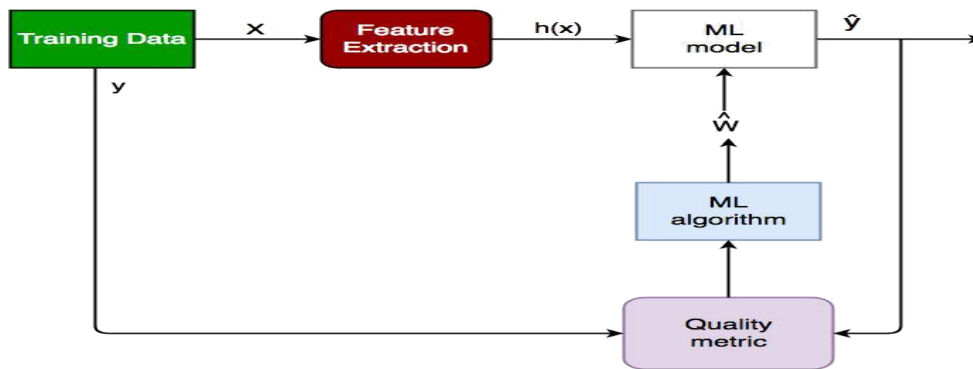 Training Data
x
Feature
Extraction
h(x)
ML
model
ŷ
y
ŵ
ML
algorithm
Quality
metric